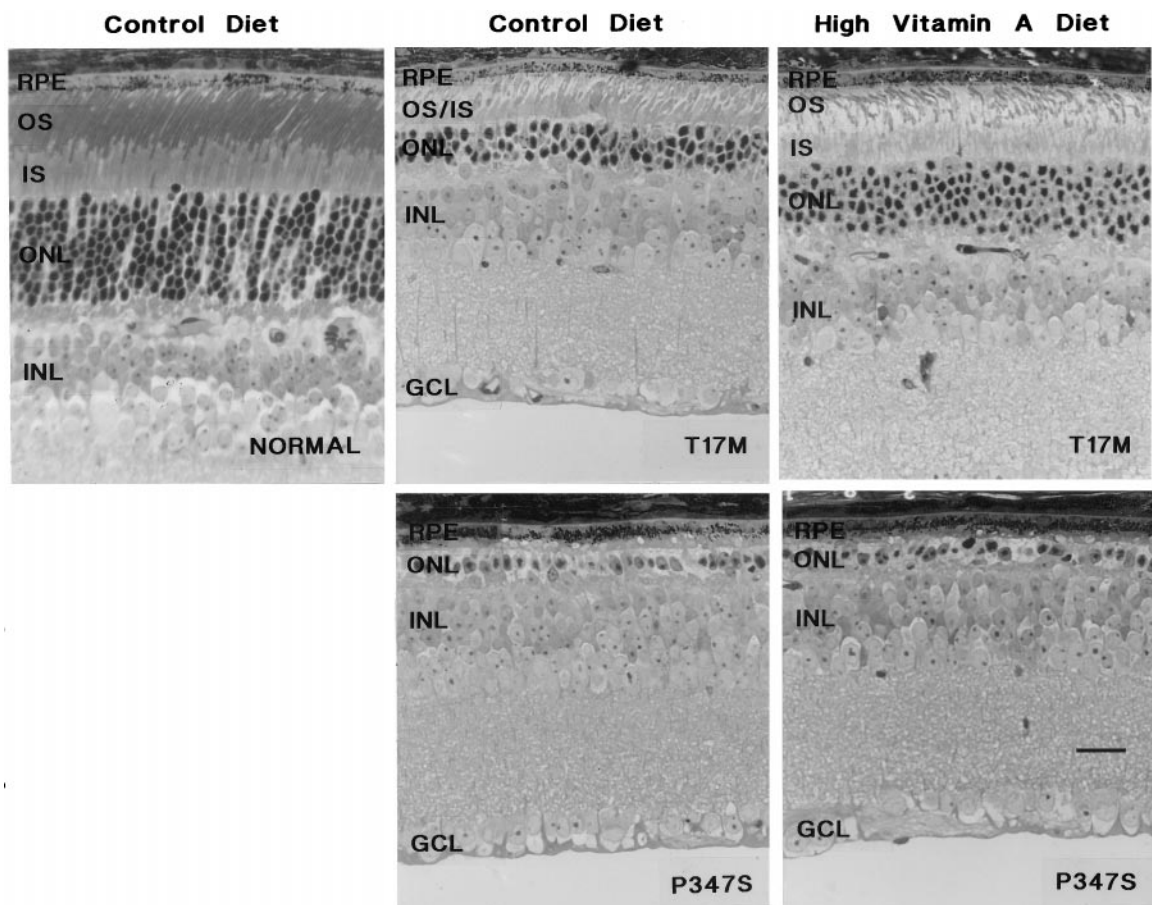 Control Diet
Control Diet
High Vitamin A Diet
RPE
OS
IS
ONL
INL
NORMAL
RPE
OS/IS
ONL
INL
GCL
T17M
RPE
OS
IS
ONL
INL
T17M
RPE
ONL
INL
GCL
P347S
RPE
ONL
INL
GCL
P347S